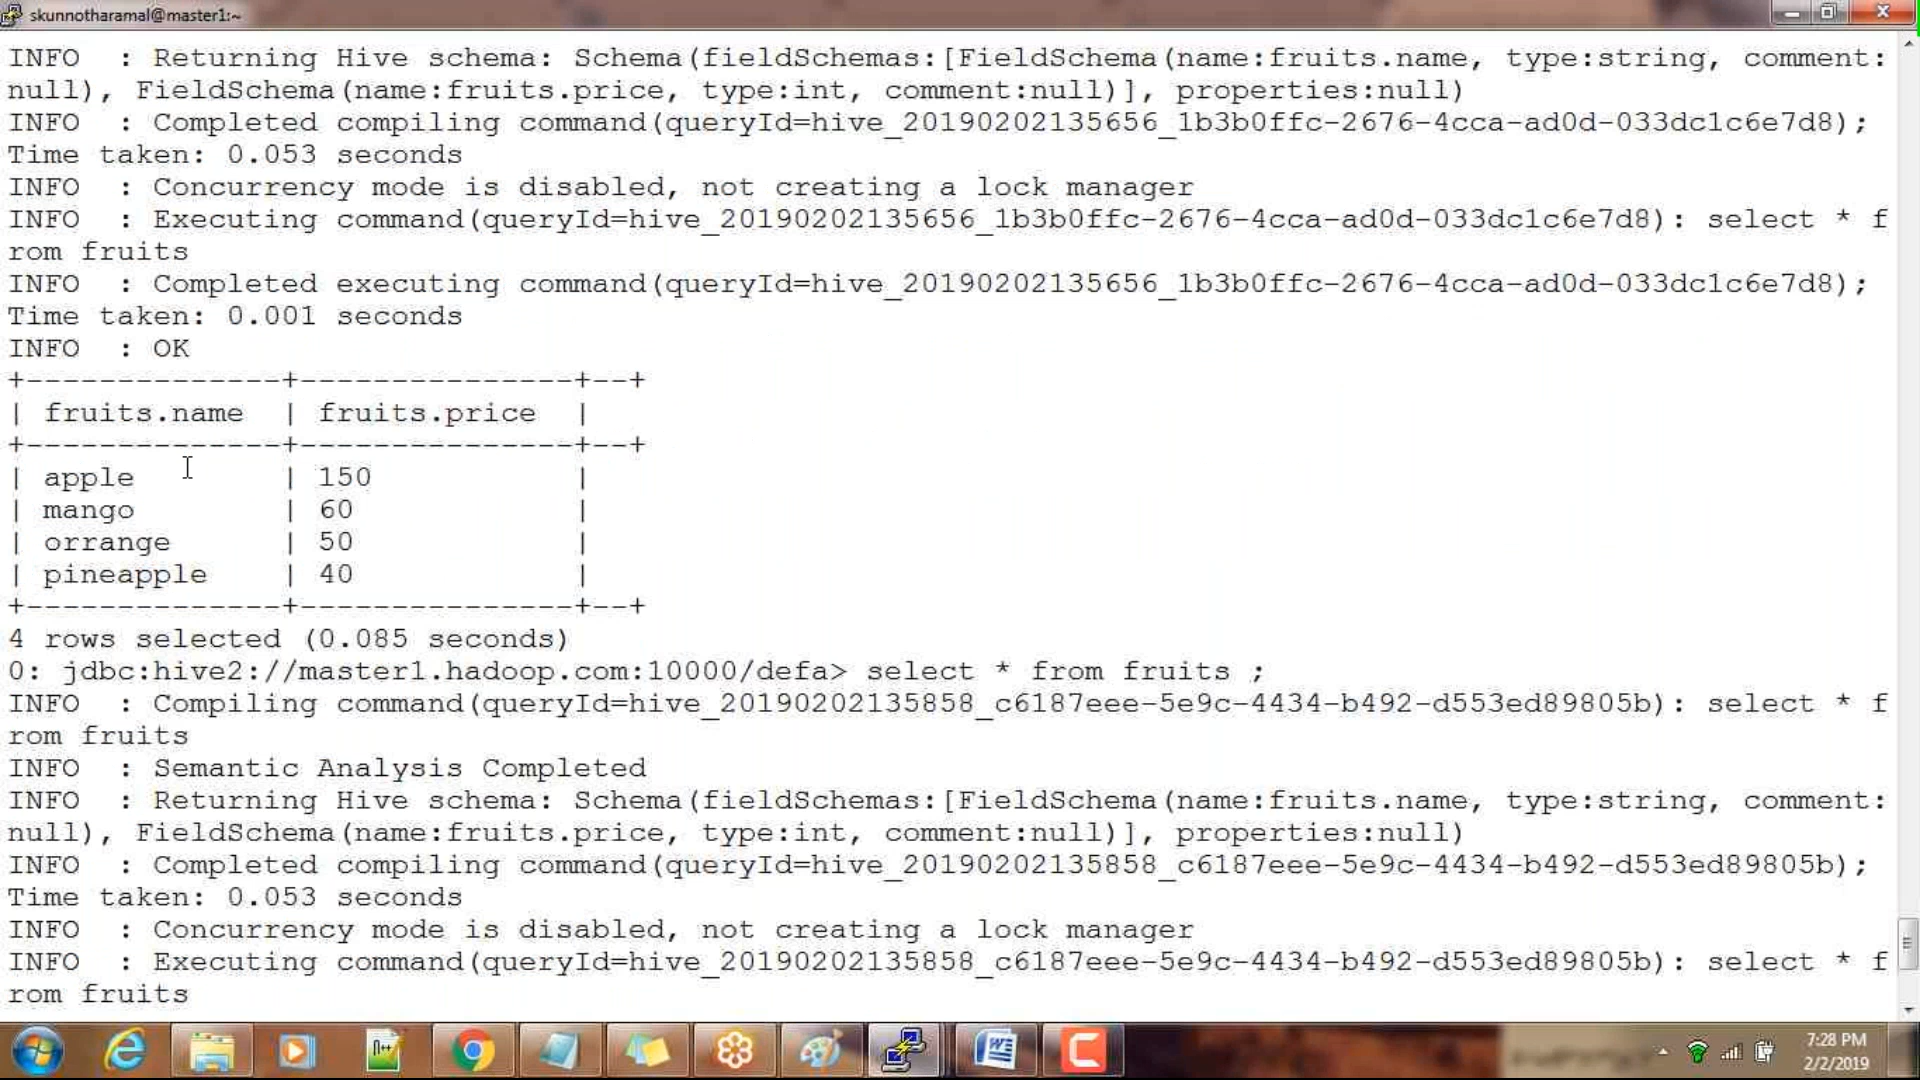 skunnotharamal@master1:~
INFO  : Returning Hive schema: Schema(fieldSchemas:[FieldSchema(name:fruits.name, type:string, comment:
null), FieldSchema(name:fruits.price, type:int, comment:null)], properties:null)
INFO  : Completed compiling command(queryId=hive_20190202135656_1b3b0ffc-2676-4cca-ad0d-033dc1c6e7d8);
Time taken: 0.053 seconds
INFO  : Concurrency mode is disabled, not creating a lock manager
INFO  : Executing command(queryId=hive_20190202135656_1b3b0ffc-2676-4cca-ad0d-033dc1c6e7d8): select * f
rom fruits
INFO  : Completed executing command(queryId=hive_20190202135656_1b3b0ffc-2676-4cca-ad0d-033dc1c6e7d8);
Time taken: 0.001 seconds
INFO  : OK
+--------------+---------------+--+
| fruits.name  | fruits.price  |
+--------------+---------------+--+
| apple        | 150           |
| mango        | 60            |
| orrange      | 50            |
| pineapple    | 40            |
+--------------+---------------+--+
4 rows selected (0.085 seconds)
0: jdbc:hive2://master1.hadoop.com:10000/defa> select * from fruits ;
INFO  : Compiling command(queryId=hive_20190202135858_c6187eee-5e9c-4434-b492-d553ed89805b): select * f
rom fruits
INFO  : Semantic Analysis Completed
INFO  : Returning Hive schema: Schema(fieldSchemas:[FieldSchema(name:fruits.name, type:string, comment:
null), FieldSchema(name:fruits.price, type:int, comment:null)], properties:null)
INFO  : Completed compiling command(queryId=hive_20190202135858_c6187eee-5e9c-4434-b492-d553ed89805b);
Time taken: 0.053 seconds
INFO  : Concurrency mode is disabled, not creating a lock manager
INFO  : Executing command(queryId=hive_20190202135858_c6187eee-5e9c-4434-b492-d553ed89805b): select * f
rom fruits
7:28 PM
2/2/2019